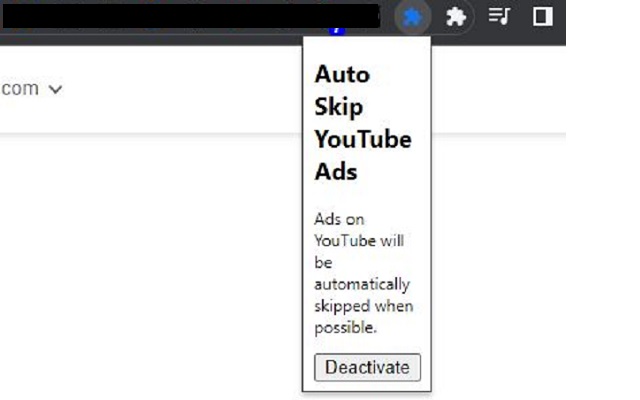 com
Auto
Skip
YouTube
Ads
Ads on
YouTube will
be
automatically
skipped when
possible.
Deactivate